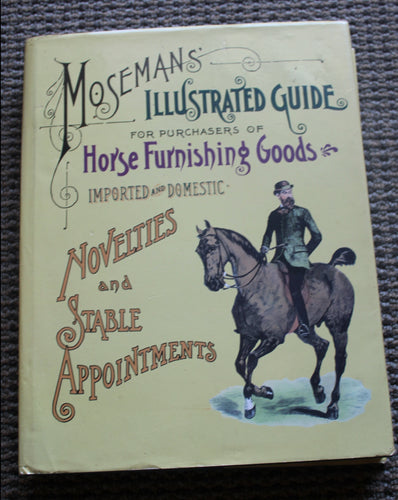 MOSEMANS'
ILLUSTRATED GUIDE
FOR PURCHASERS OF
Horse Furnishing Goods
IMPORTED AND DOMESTIC
NOVELTIES
and
STABLE
APPOINTMENTS